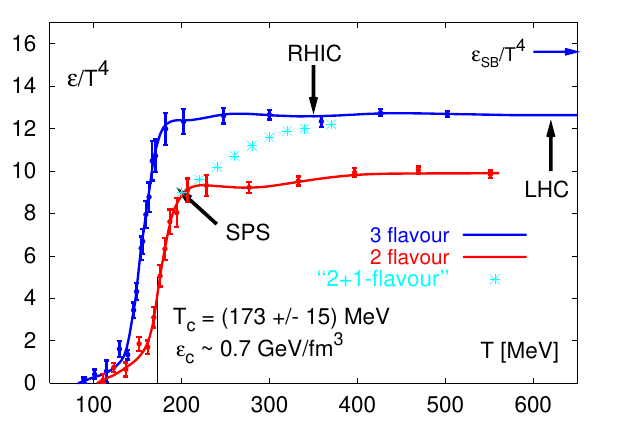 16
14
12
10
8
6
4
2
0
ε/T⁴
RHIC
ε_SB/T⁴
LHC
SPS
3 flavour
2 flavour
‘‘2+1-flavour’’
T_c = (173 +/- 15) MeV
ε_c ~ 0.7 GeV/fm³
T [MeV]
100 200 300 400 500 600